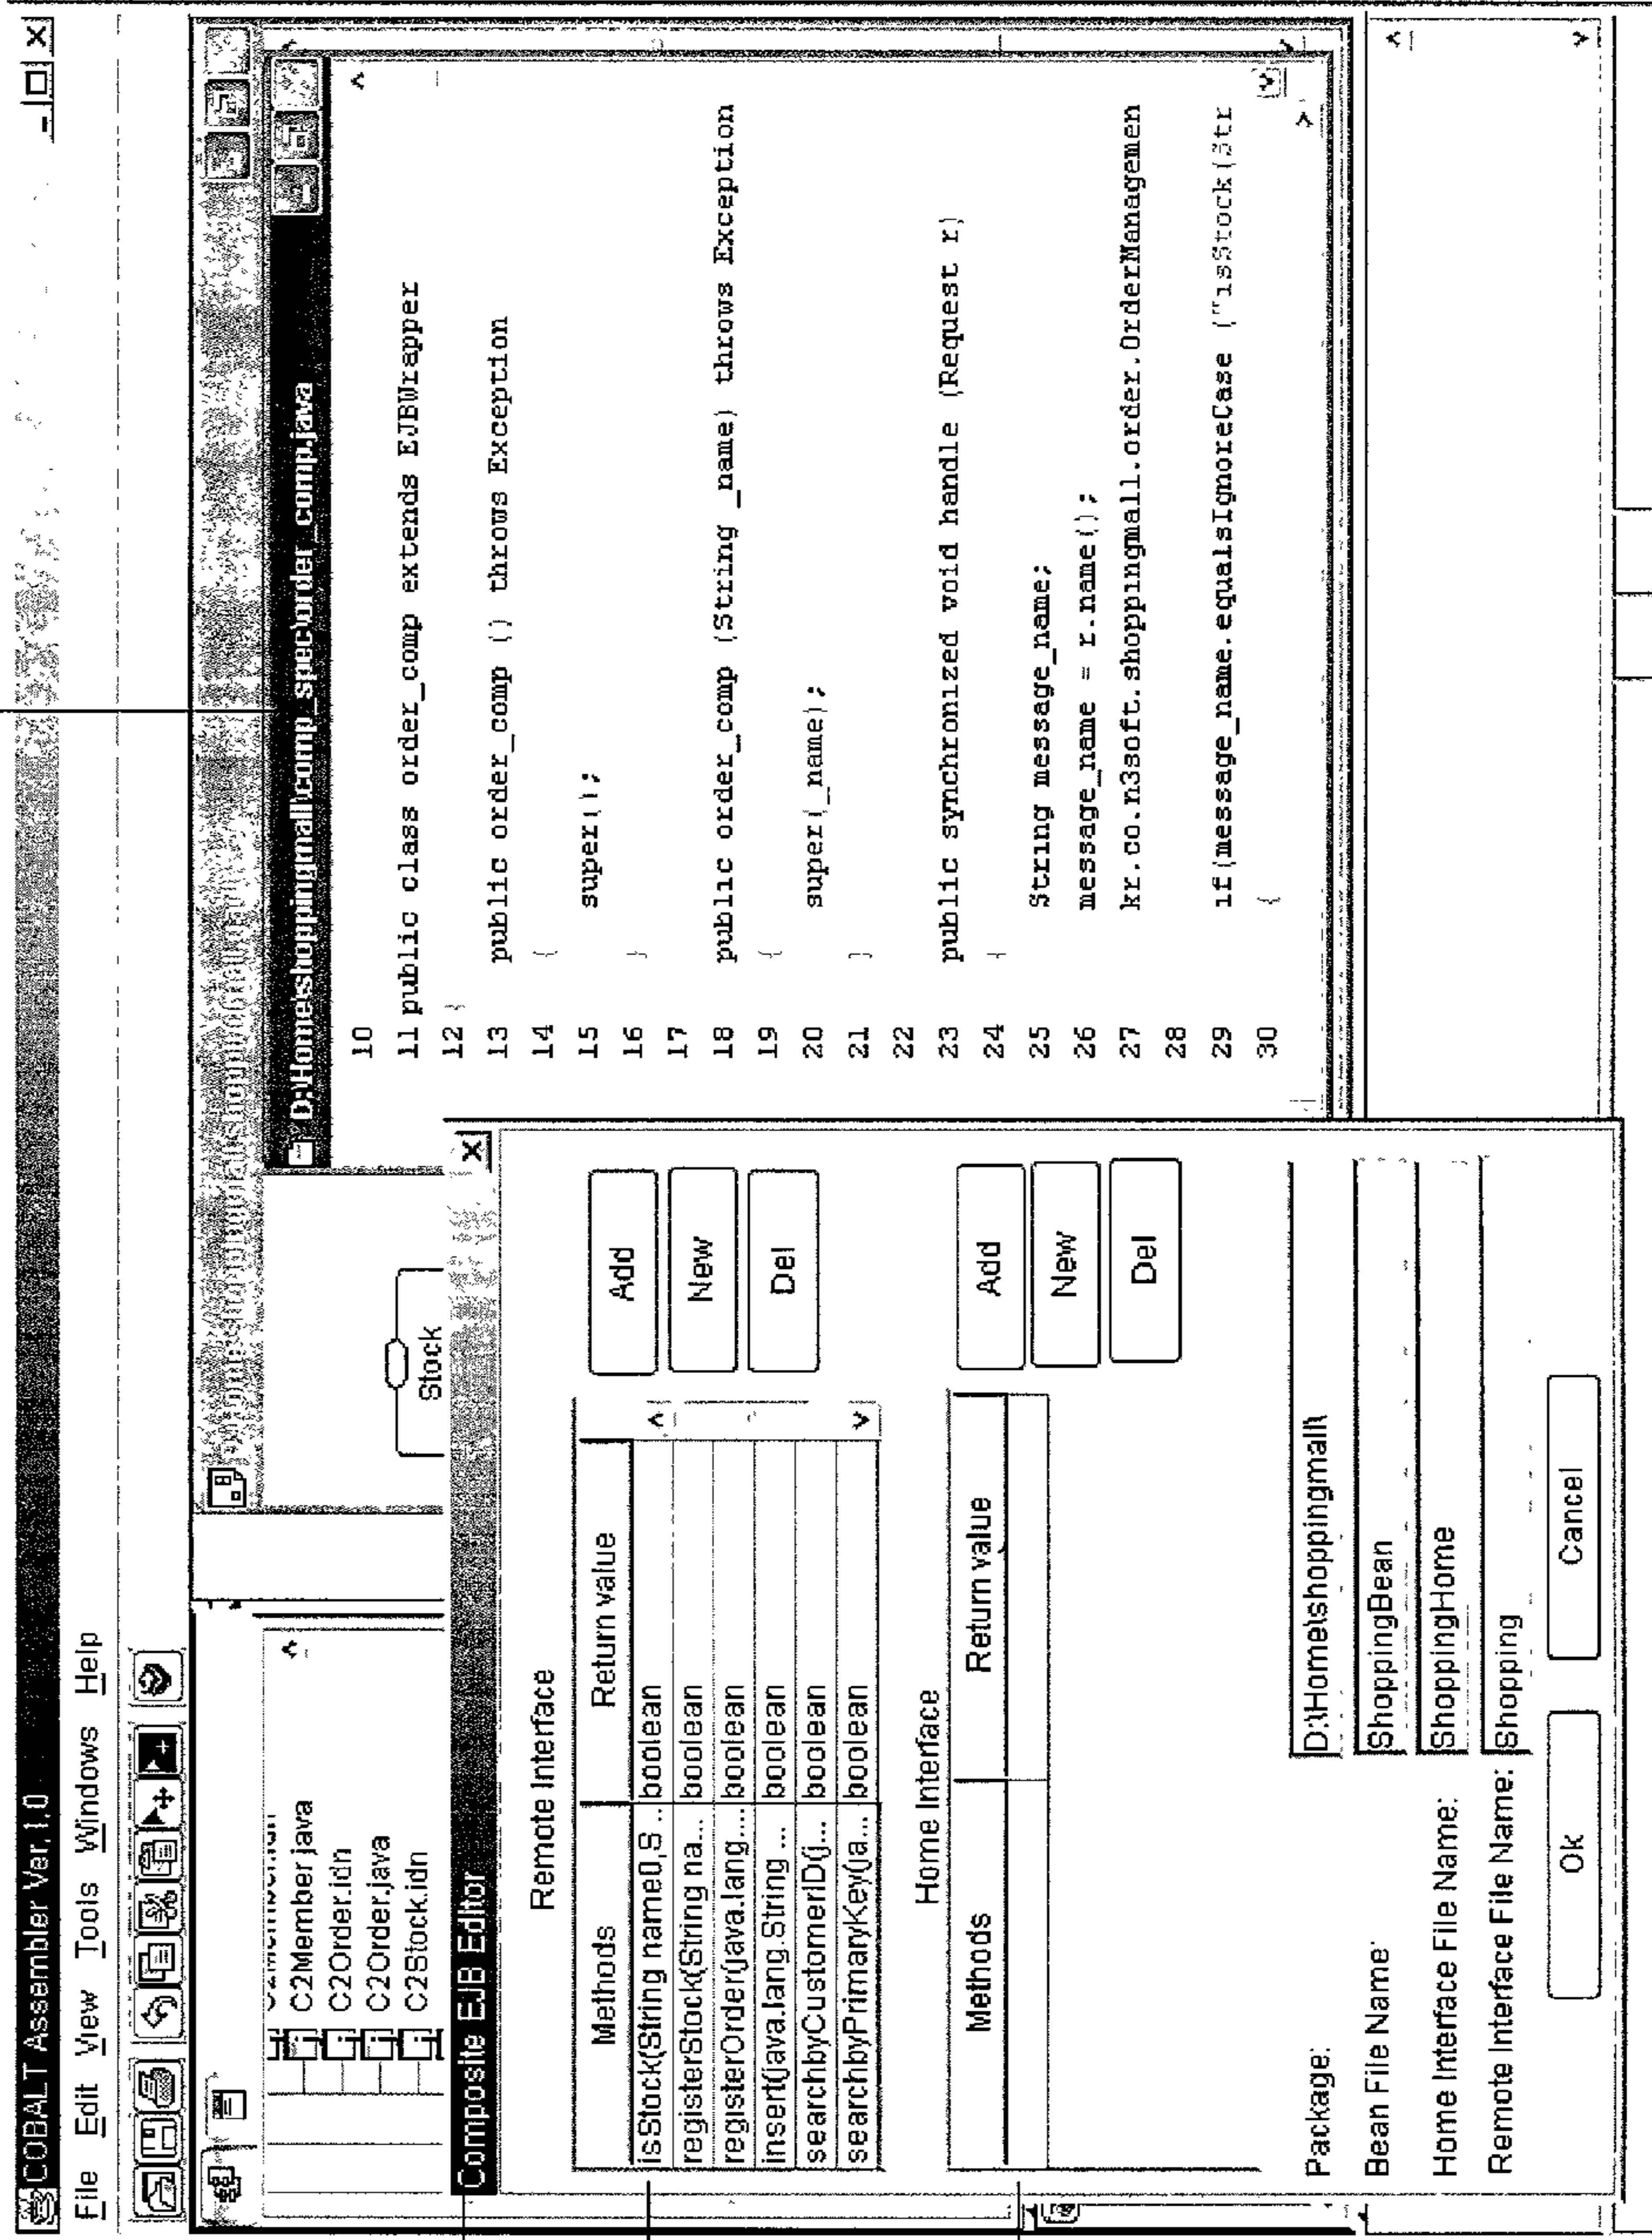 COBALT Assembler Ver.1.0
File Edit View Tools Windows Help
C2Member.java
C2Order.idn
C2Order.java
C2Stock.idn
Stock
D:\Home\shoppingmall\comp_spec\order_comp.java
10
11 public class order_comp extends EJBWrapper
12 {
13 public order_comp () throws Exception
14 {
15 super();
16 }
17
18 public order_comp (String _name) throws Exception
19 {
20 super(_name);
21 }
22
23 public synchronized void handle (Request r)
24 {
25 String message_name;
26 message_name = r.name();
27 kr.co.n3soft.shoppingmall.order.OrderManagemen
28
29 if(message_name.equalsIgnoreCase ("isStock(Str
30 {
Composite EJB Editor
Remote Interface
Methods Return value
isStock(String name0,S... boolean
registerStock(String na... boolean
registerOrder(java.lang.... boolean
insert(java.lang.String ... boolean
searchbyCustomerID(j... boolean
searchbyPrimaryKey(ja... boolean
Add
New
Del
Home Interface
Methods Return value
Add
New
Del
Package: D:\Home\shoppingmall\
Bean File Name: ShoppingBean
Home Interface File Name: ShoppingHome
Remote Interface File Name: Shopping
Ok Cancel